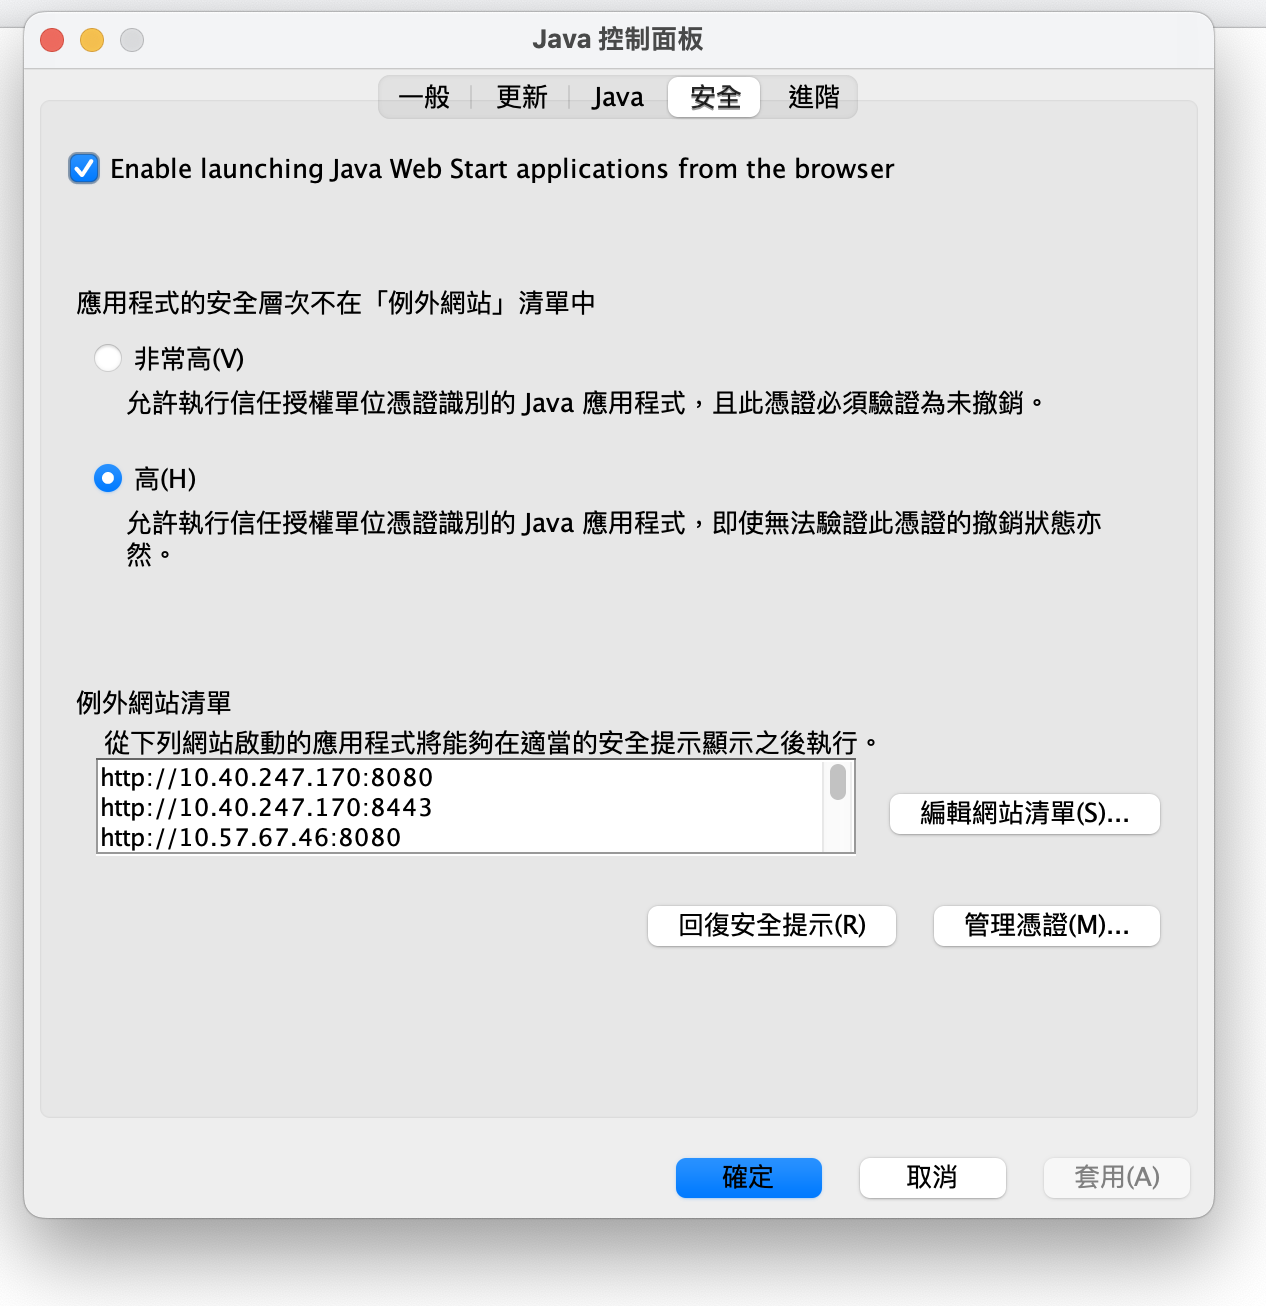 Java 控制面板
一般 更新 Java 安全 進階
Enable launching Java Web Start applications from the browser
應用程式的安全層次不在「例外網站」清單中
非常高(V)
允許執行信任授權單位憑證識別的 Java 應用程式，且此憑證必須驗證為未撤銷。
高(H)
允許執行信任授權單位憑證識別的 Java 應用程式，即使無法驗證此憑證的撤銷狀態亦
然。
例外網站清單
從下列網站啟動的應用程式將能夠在適當的安全提示顯示之後執行。
http://10.40.247.170:8080
http://10.40.247.170:8443
http://10.57.67.46:8080
編輯網站清單(S)...
回復安全提示(R) 管理憑證(M)...
確定 取消 套用(A)